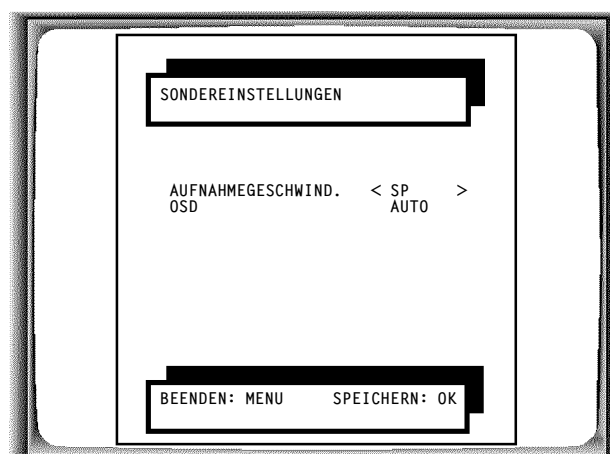 SONDEREINSTELLUNGEN
AUFNAHMEGESCHWIND. < SP >
OSD AUTO
BEENDEN: MENU SPEICHERN: OK